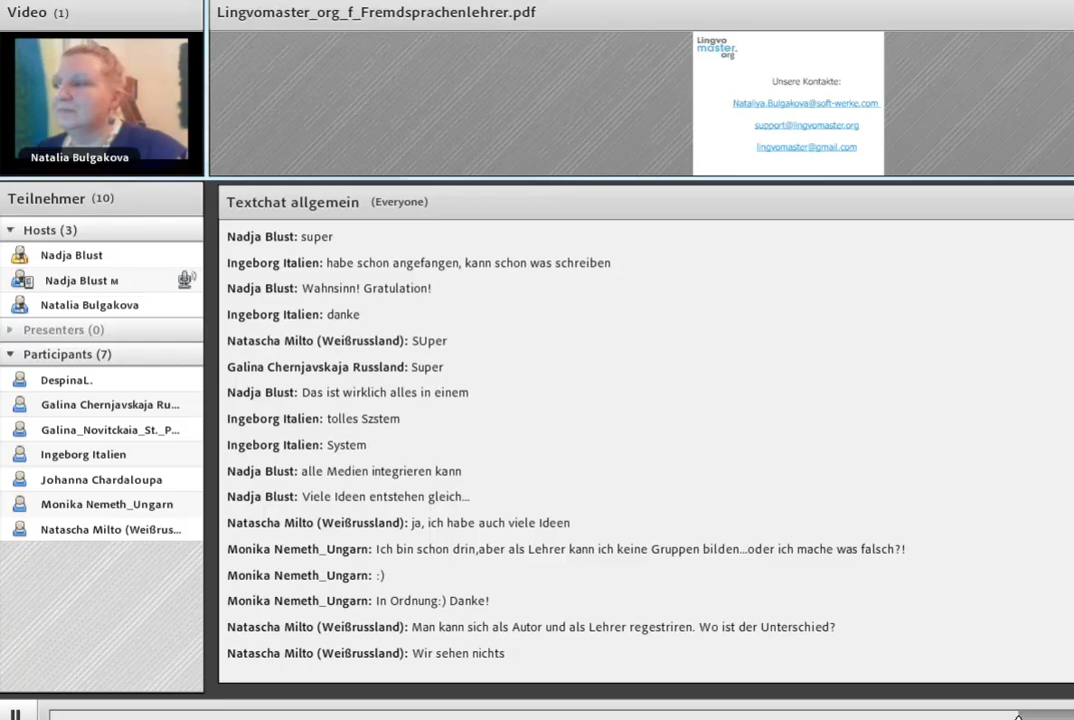 Video (1)
Lingvomaster_org_f_Fremdsprachenlehrer.pdf
Natalia Bulgakova
Lingvo
master.
org
Unsere Kontakte:
Nataliya.Bulgakova@soft-werke.com
support@lingvomaster.org
lingvomaster@gmail.com
Teilnehmer (10)
Hosts (3)
Nadja Blust
Nadja Blust м
Natalia Bulgakova
Presenters (0)
Participants (7)
DespinaL.
Galina Chernjavskaja Ru...
Galina_Novitckaia_St._P...
Ingeborg Italien
Johanna Chardaloupa
Monika Nemeth_Ungarn
Natascha Milto (Weißrus...
Textchat allgemein (Everyone)
Nadja Blust: super
Ingeborg Italien: habe schon angefangen, kann schon was schreiben
Nadja Blust: Wahnsinn! Gratulation!
Ingeborg Italien: danke
Natascha Milto (Weißrussland): SUper
Galina Chernjavskaja Russland: Super
Nadja Blust: Das ist wirklich alles in einem
Ingeborg Italien: tolles Szstem
Ingeborg Italien: System
Nadja Blust: alle Medien integrieren kann
Nadja Blust: Viele Ideen entstehen gleich...
Natascha Milto (Weißrussland): ja, ich habe auch viele Ideen
Monika Nemeth_Ungarn: Ich bin schon drin,aber als Lehrer kann ich keine Gruppen bilden...oder ich mache was falsch?!
Monika Nemeth_Ungarn: :)
Monika Nemeth_Ungarn: In Ordnung:) Danke!
Natascha Milto (Weißrussland): Man kann sich als Autor und als Lehrer regestriren. Wo ist der Unterschied?
Natascha Milto (Weißrussland): Wir sehen nichts